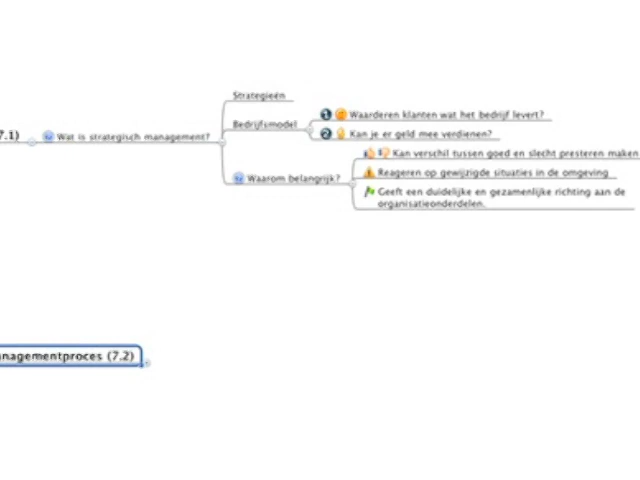 Strategieën
7.1)
Wat is strategisch management?
Bedrijfsmodel
1 Waarderen klanten wat het bedrijf levert?
2 Kan je er geld mee verdienen?
Waarom belangrijk?
Kan verschil tussen goed en slecht presteren maken
Reageren op gewijzigde situaties in de omgeving
Geeft een duidelijke en gezamenlijke richting aan de
organisatieonderdelen.
nagementproces (7.2)